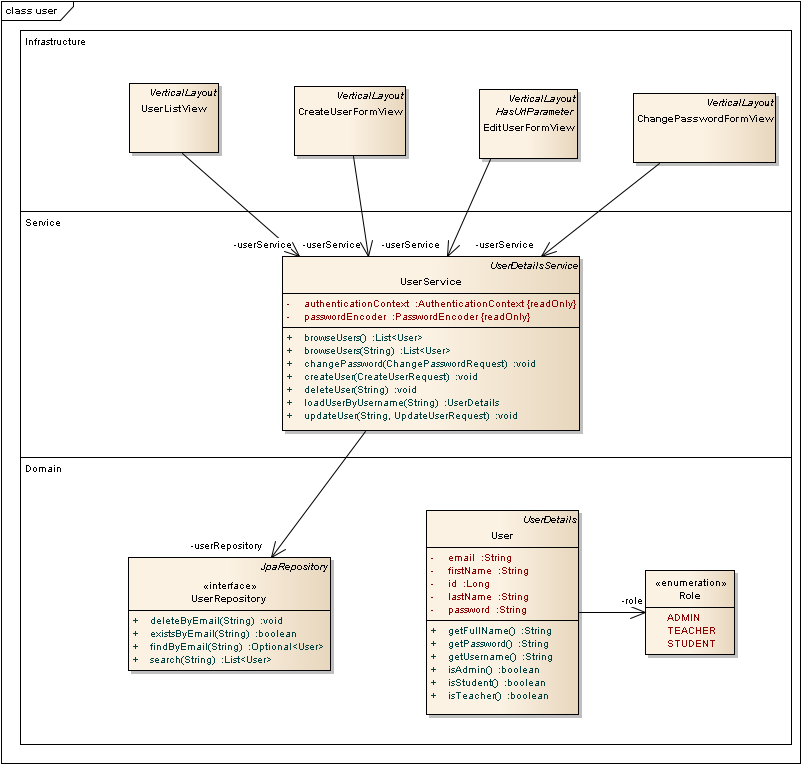 class user
Infrastructure
VerticalLayout
UserListView
VerticalLayout
CreateUserFormView
VerticalLayout
HasUrlParameter
EditUserFormView
VerticalLayout
ChangePasswordFormView
Service
-userService
-userService
-userService
-userService
UserDetailsService
UserService
- authenticationContext :AuthenticationContext {readOnly}
- passwordEncoder :PasswordEncoder {readOnly}
+ browseUsers() :List<User>
+ browseUsers(String) :List<User>
+ changePassword(ChangePasswordRequest) :void
+ createUser(CreateUserRequest) :void
+ deleteUser(String) :void
+ loadUserByUsername(String) :UserDetails
+ updateUser(String, UpdateUserRequest) :void
Domain
-userRepository
JpaRepository
«interface»
UserRepository
+ deleteByEmail(String) :void
+ existsByEmail(String) :boolean
+ findByEmail(String) :Optional<User>
+ search(String) :List<User>
UserDetails
User
- email :String
- firstName :String
- id :Long
- lastName :String
- password :String
+ getFullName() :String
+ getPassword() :String
+ getUsername() :String
+ isAdmin() :boolean
+ isStudent() :boolean
+ isTeacher() :boolean
-role
«enumeration»
Role
ADMIN
TEACHER
STUDENT